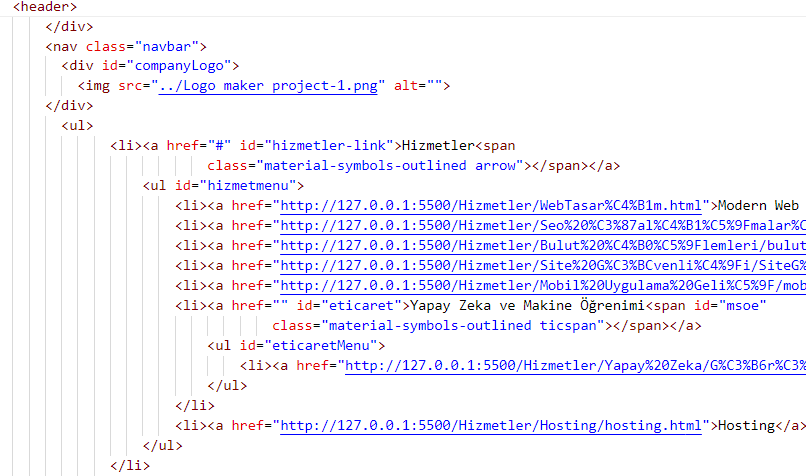 <header>
</div>
<nav class="navbar">
<div id="companyLogo">
<img src="../Logo maker project-1.png" alt="">
</div>
<ul>
<li><a href="#" id="hizmetler-link">Hizmetler<span
class="material-symbols-outlined arrow"></span></a>
<ul id="hizmetmenu">
<li><a href="http://127.0.0.1:5500/Hizmetler/WebTasar%C4%B1m.html">Modern Web
<li><a href="http://127.0.0.1:5500/Hizmetler/Seo%20%C3%87al%C4%B1%C5%9Fmalar%C
<li><a href="http://127.0.0.1:5500/Hizmetler/Bulut%20%C4%B0%C5%9Flemleri/bulut
<li><a href="http://127.0.0.1:5500/Hizmetler/Site%20G%C3%BCvenli%C4%9Fi/SiteG%
<li><a href="http://127.0.0.1:5500/Hizmetler/Mobil%20Uygulama%20Geli%C5%9F/mob
<li><a href="" id="eticaret">Yapay Zeka ve Makine Öğrenimi<span id="msoe"
class="material-symbols-outlined ticspan"></span></a>
<ul id="eticaretMenu">
<li><a href="http://127.0.0.1:5500/Hizmetler/Yapay%20Zeka/G%C3%B6r%C3%
</ul>
</li>
<li><a href="http://127.0.0.1:5500/Hizmetler/Hosting/hosting.html">Hosting</a>
</ul>
</li>